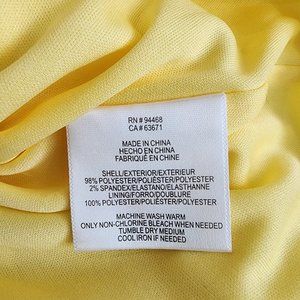 RN# 94468
CA# 63671
MADE IN CHINA
HECHO EN CHINA
FABRIQUÉ EN CHINE
SHELL/EXTERIOR/EXTERIEUR
98% POLYESTER/POLIÉSTER/POLYESTER
2% SPANDEX/ELASTANO/ELASTHANNE
LINING/FORRO/DOUBLURE
100% POLYESTER/POLIÉSTER/POLYESTER
MACHINE WASH WARM
ONLY NON-CHLORINE BLEACH WHEN NEEDED
TUMBLE DRY MEDIUM
COOL IRON IF NEEDED